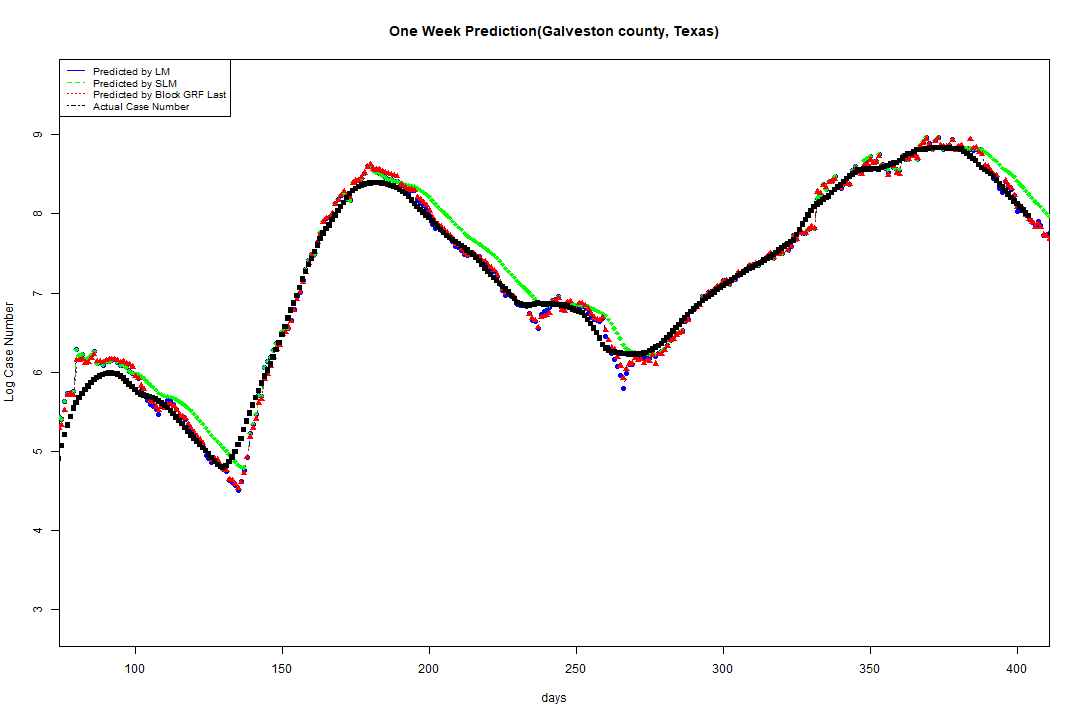 One Week Prediction(Galveston county, Texas)
Predicted by LM
Predicted by SLM
Predicted by Block GRF Last
Actual Case Number
Log Case Number
9
8
7
6
5
4
3
100 150 200 250 300 350 400
days